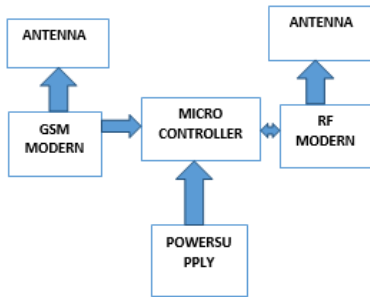 ANTENNA
ANTENNA
GSM
MODERN
MICRO
CONTROLLER
RF
MODERN
POWERSU
PPLY